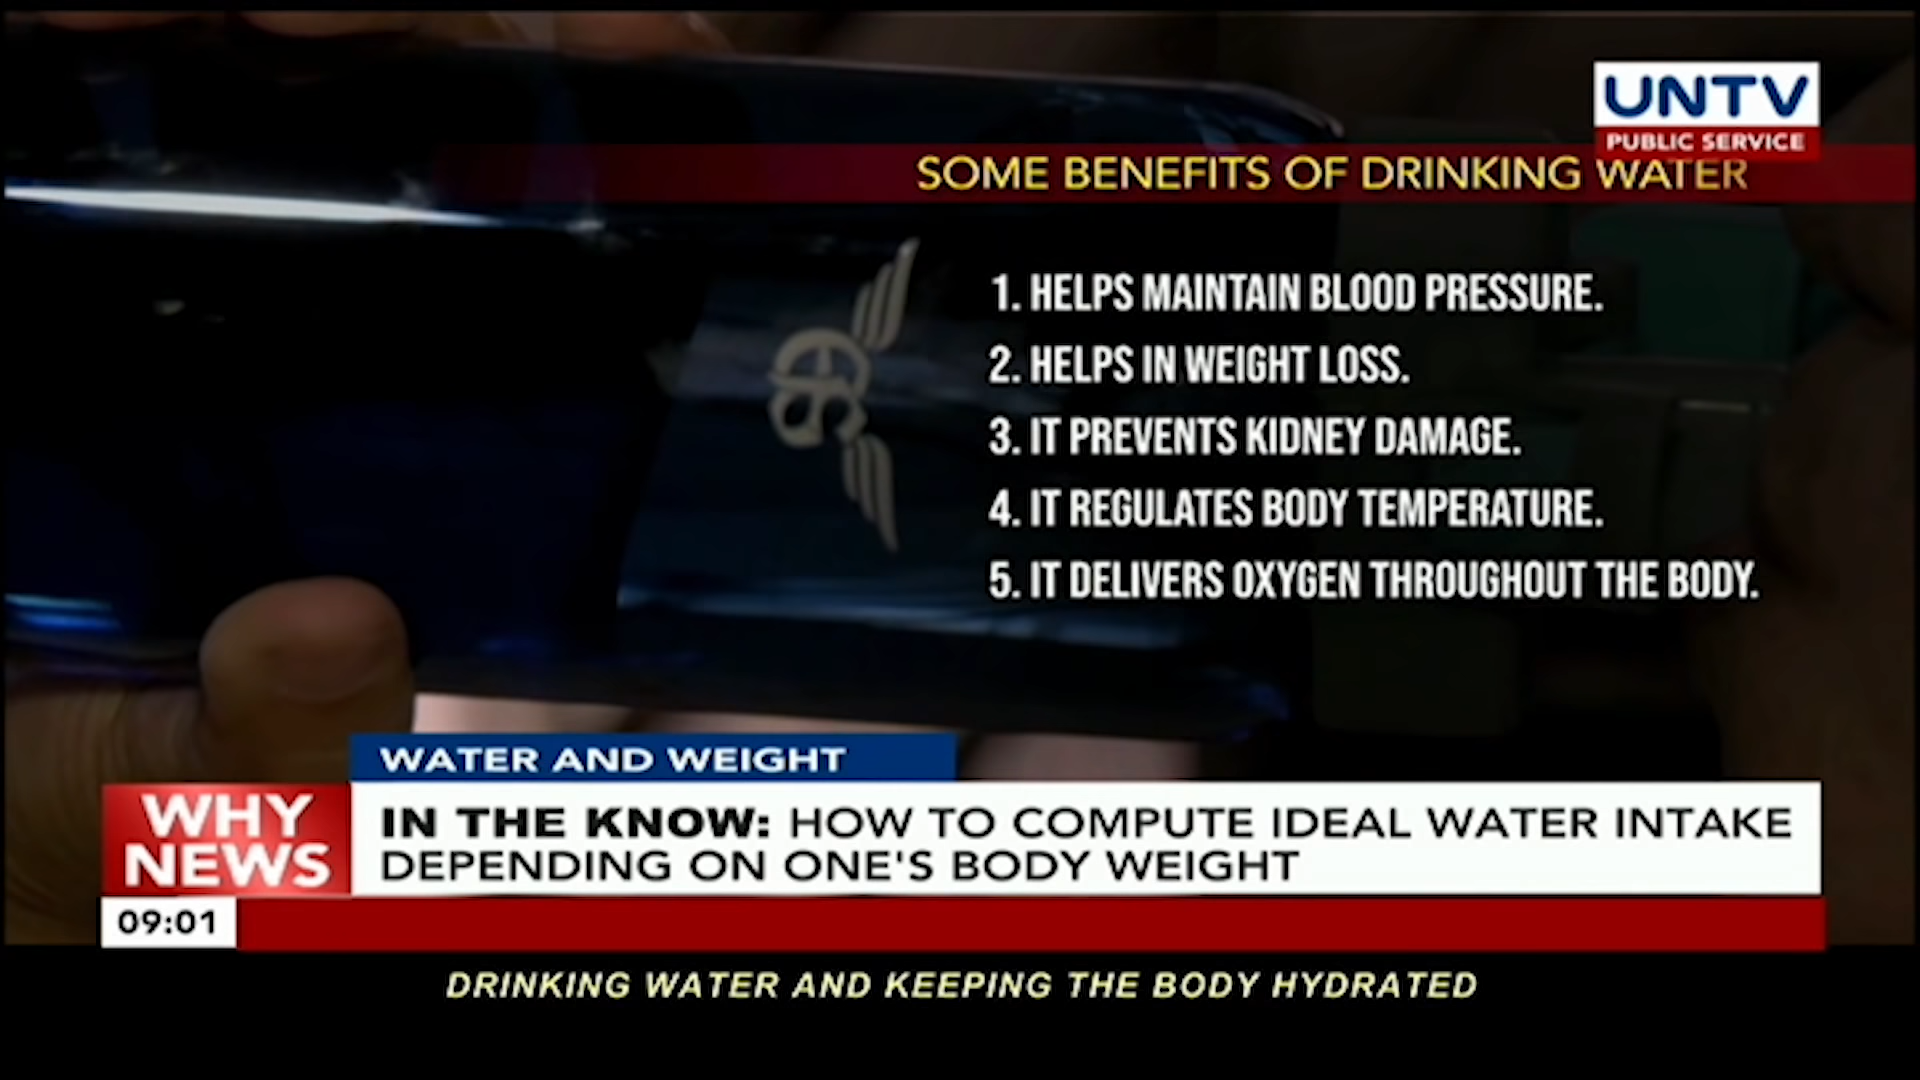 UNTV
PUBLIC SERVICE
SOME BENEFITS OF DRINKING WATER
1. HELPS MAINTAIN BLOOD PRESSURE.
2. HELPS IN WEIGHT LOSS.
3. IT PREVENTS KIDNEY DAMAGE.
4. IT REGULATES BODY TEMPERATURE.
5. IT DELIVERS OXYGEN THROUGHOUT THE BODY.
WATER AND WEIGHT
WHY
NEWS
IN THE KNOW: HOW TO COMPUTE IDEAL WATER INTAKE
DEPENDING ON ONE'S BODY WEIGHT
09:01
DRINKING WATER AND KEEPING THE BODY HYDRATED